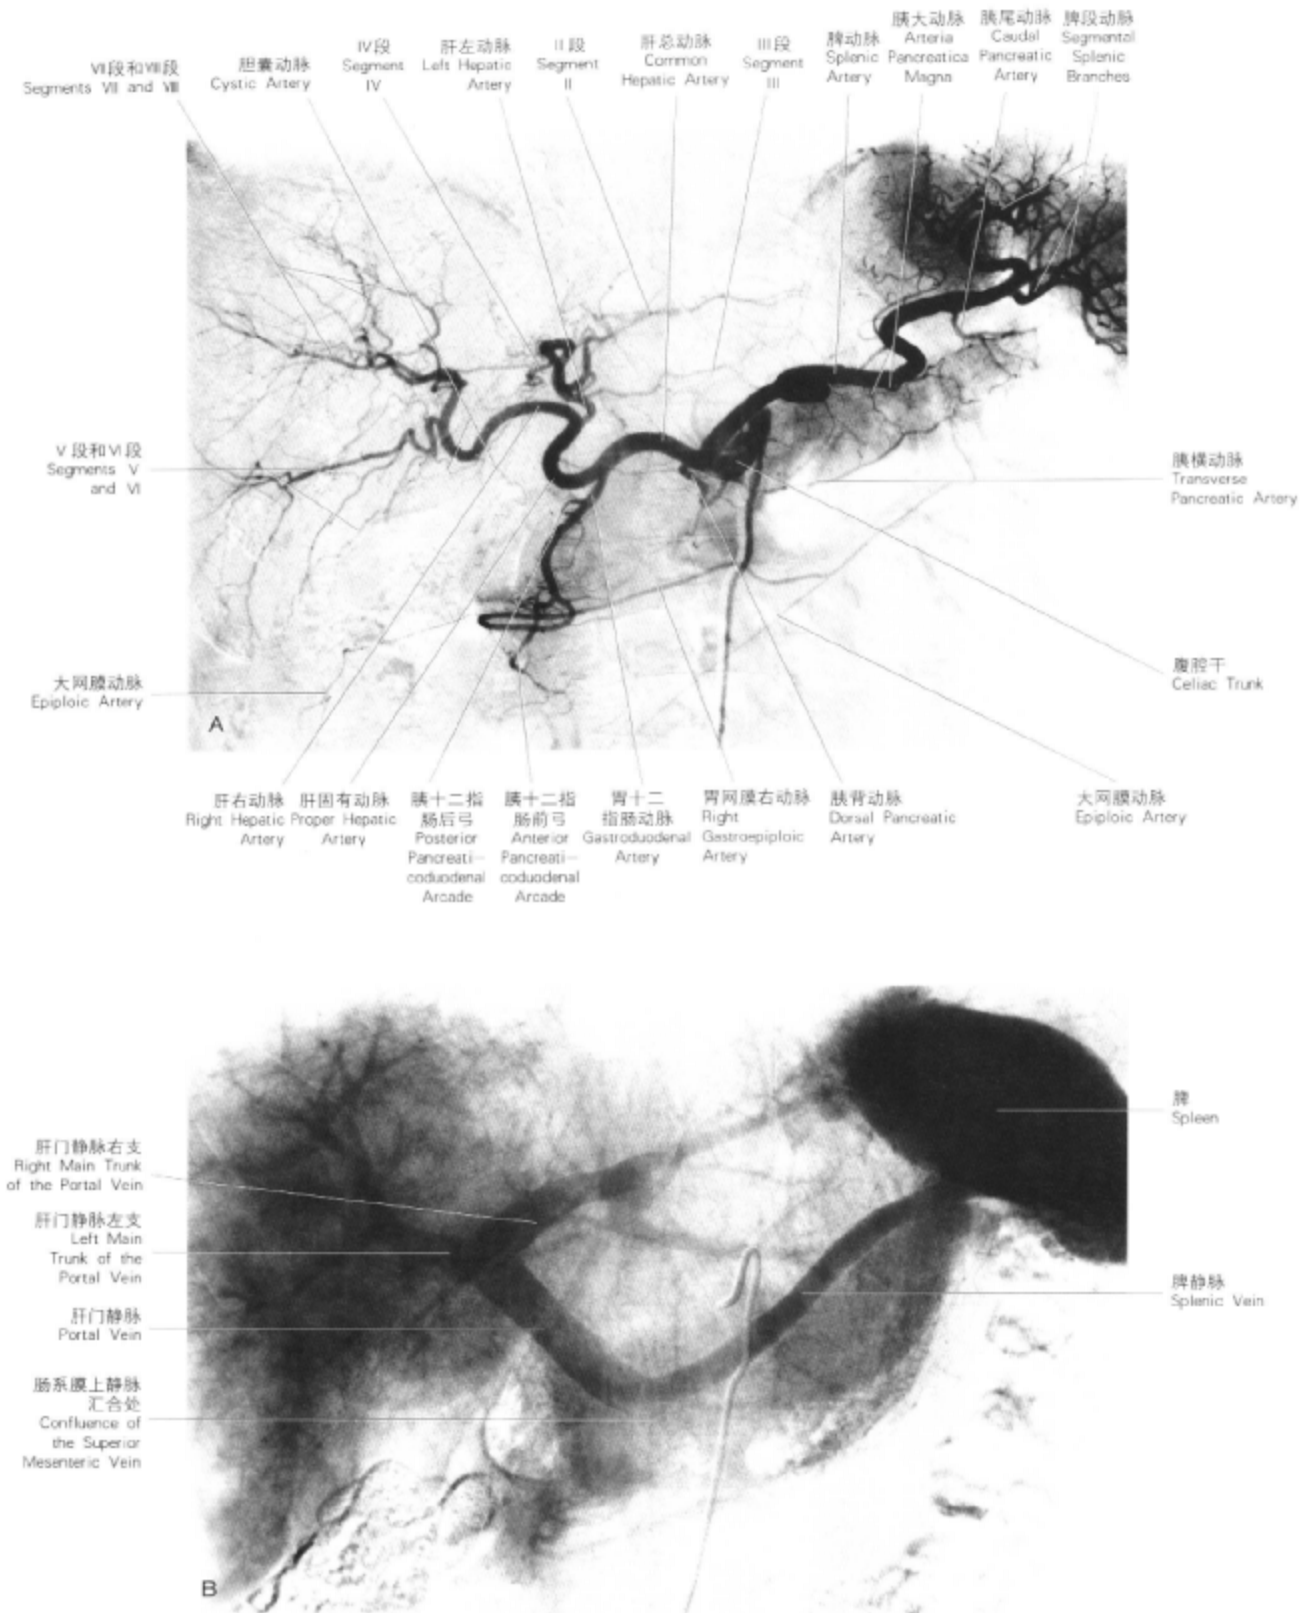 VII段和VIII段
Segments VII and VIII
胆囊动脉
Cystic Artery
IV段
Segment
IV
肝左动脉
Left Hepatic
Artery
II段
Segment
II
肝总动脉
Common
Hepatic Artery
III段
Segment
III
脾动脉
Splenic
Artery
胰大动脉
Arteria
Pancreatica
Magna
胰尾动脉
Caudal
Pancreatic
Artery
脾段动脉
Segmental
Splenic
Branches
V段和VI段
Segments V
and VI
胰横动脉
Transverse
Pancreatic Artery
腹腔干
Celiac Trunk
大网膜动脉
Epiploic Artery
A
肝右动脉
Right Hepatic
Artery
肝固有动脉
Proper Hepatic
Artery
胰十二指
肠后弓
Posterior
Pancreati-
coduodenal
Arcade
胰十二指
肠前弓
Anterior
Pancreati-
coduodenal
Arcade
胃十二
指肠动脉
Gastroduodenal
Artery
胃网膜右动脉
Right
Gastroepiploic
Artery
胰背动脉
Dorsal Pancreatic
Artery
大网膜动脉
Epiploic Artery
肝门静脉右支
Right Main Trunk
of the Portal Vein
肝门静脉左支
Left Main
Trunk of the
Portal Vein
肝门静脉
Portal Vein
肠系膜上静脉
汇合处
Confluence of
the Superior
Mesenteric Vein
脾
Spleen
脾静脉
Splenic Vein
B